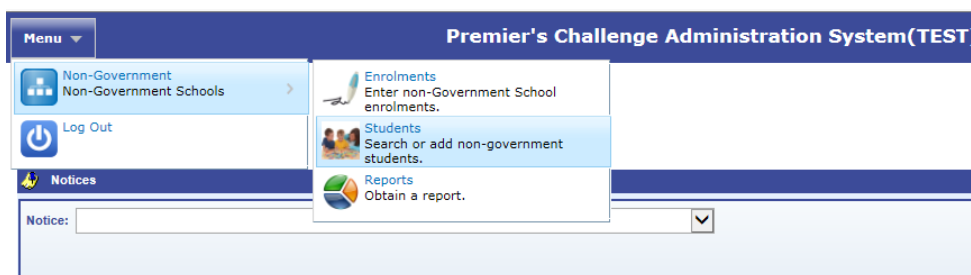 Menu
Premier's Challenge Administration System(TEST)
Non-Government
Non-Government Schools
Log Out
Enrolments
Enter non-Government School
enrolments.
Students
Search or add non-government
students.
Reports
Obtain a report.
Notices
Notice: